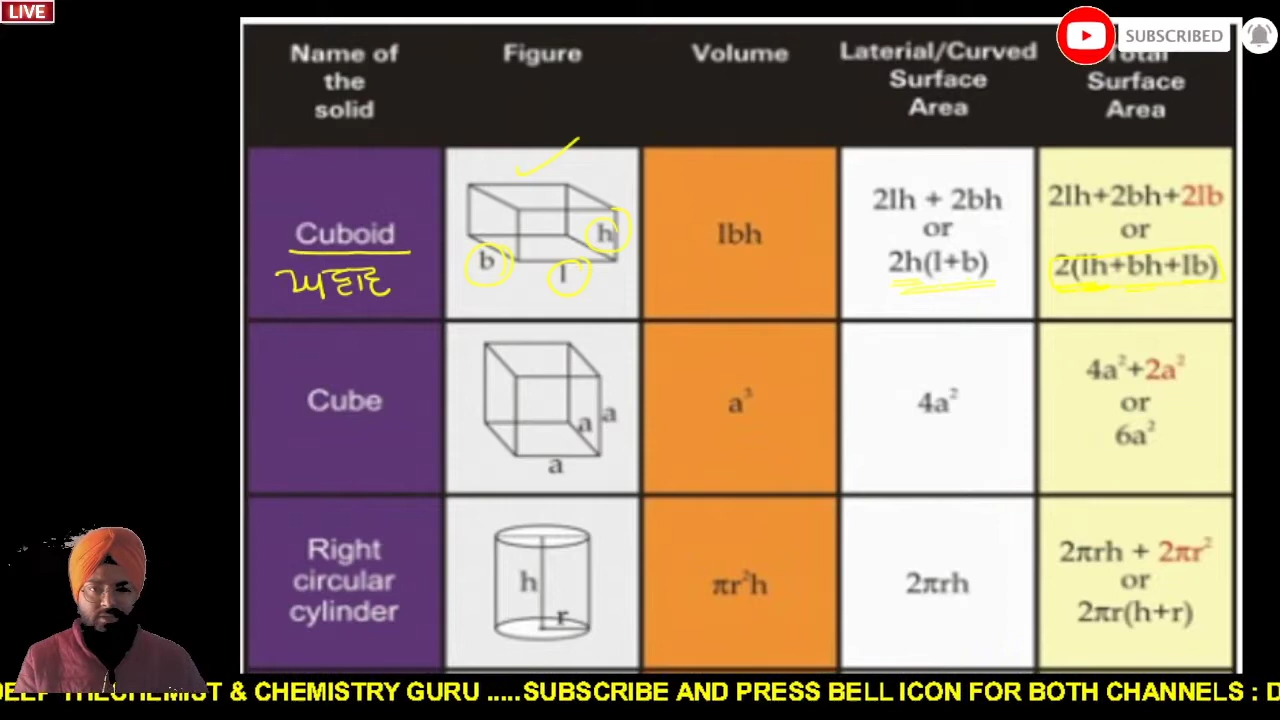 LIVE
SUBSCRIBED
Name of
the
solid
Figure
Volume
Laterial/Curved
Surface
Area
Total
Surface
Area
Cuboid
b
l
h
lbh
2lh + 2bh
or
2h(l+b)
2lh+2bh+2lb
or
2(lh+bh+lb)
Cube
a
a
a
a³
4a²
4a²+2a²
or
6a²
Right
circular
cylinder
h
r
πr²h
2πrh
2πrh + 2πr²
or
2πr(h+r)
DEEP THECHEMIST & CHEMISTRY GURU .....SUBSCRIBE AND PRESS BELL ICON FOR BOTH CHANNELS : D